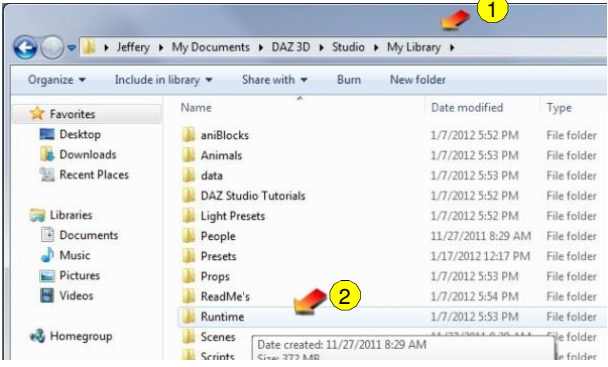 1
Jeffery My Documents DAZ 3D Studio My Library
Organize Include in library Share with Burn New folder
Favorites
Desktop
Downloads
Recent Places
Libraries
Documents
Music
Pictures
Videos
Homegroup
Name Date modified Type
aniBlocks 1/7/2012 5:52 PM File folder
Animals 1/7/2012 5:53 PM File folder
data 1/7/2012 5:53 PM File folder
DAZ Studio Tutorials 1/7/2012 5:52 PM File folder
Light Presets 1/7/2012 5:52 PM File folder
People 11/27/2011 8:29 AM File folder
Presets 1/17/2012 12:17 PM File folder
Props 1/7/2012 5:53 PM File folder
ReadMe's 1/7/2012 5:54 PM File folder
2
Runtime 1/7/2012 5:53 PM File folder
Scenes File folder
Date created: 11/27/2011 8:29 AM
Scripts Size: 372 MB File folder